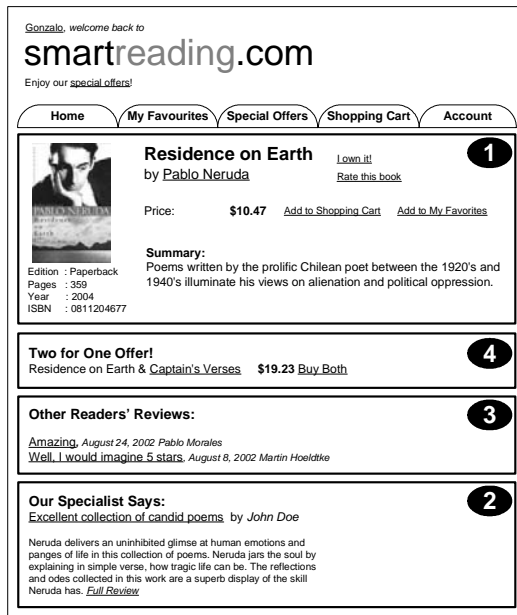 Gonzalo, welcome back to
smartreading.com
Enjoy our special offers!
Home My Favourites Special Offers Shopping Cart Account
1
Residence on Earth I own it!
by Pablo Neruda Rate this book
PABLO NERUDA
Residence
on
Earth
Price: $10.47 Add to Shopping Cart Add to My Favorites
Summary:
Poems written by the prolific Chilean poet between the 1920's and
1940's illuminate his views on alienation and political oppression.
Edition : Paperback
Pages : 359
Year : 2004
ISBN : 0811204677
4
Two for One Offer!
Residence on Earth & Captain's Verses $19.23 Buy Both
3
Other Readers' Reviews:
Amazing, August 24, 2002 Pablo Morales
Well, I would imagine 5 stars, August 8, 2002 Martin Hoeldtke
2
Our Specialist Says:
Excellent collection of candid poems by John Doe
Neruda delivers an uninhibited glimse at human emotions and
panges of life in this collection of poems. Neruda jars the soul by
explaining in simple verse, how tragic life can be. The reflections
and odes collected in this work are a superb display of the skill
Neruda has. Full Review